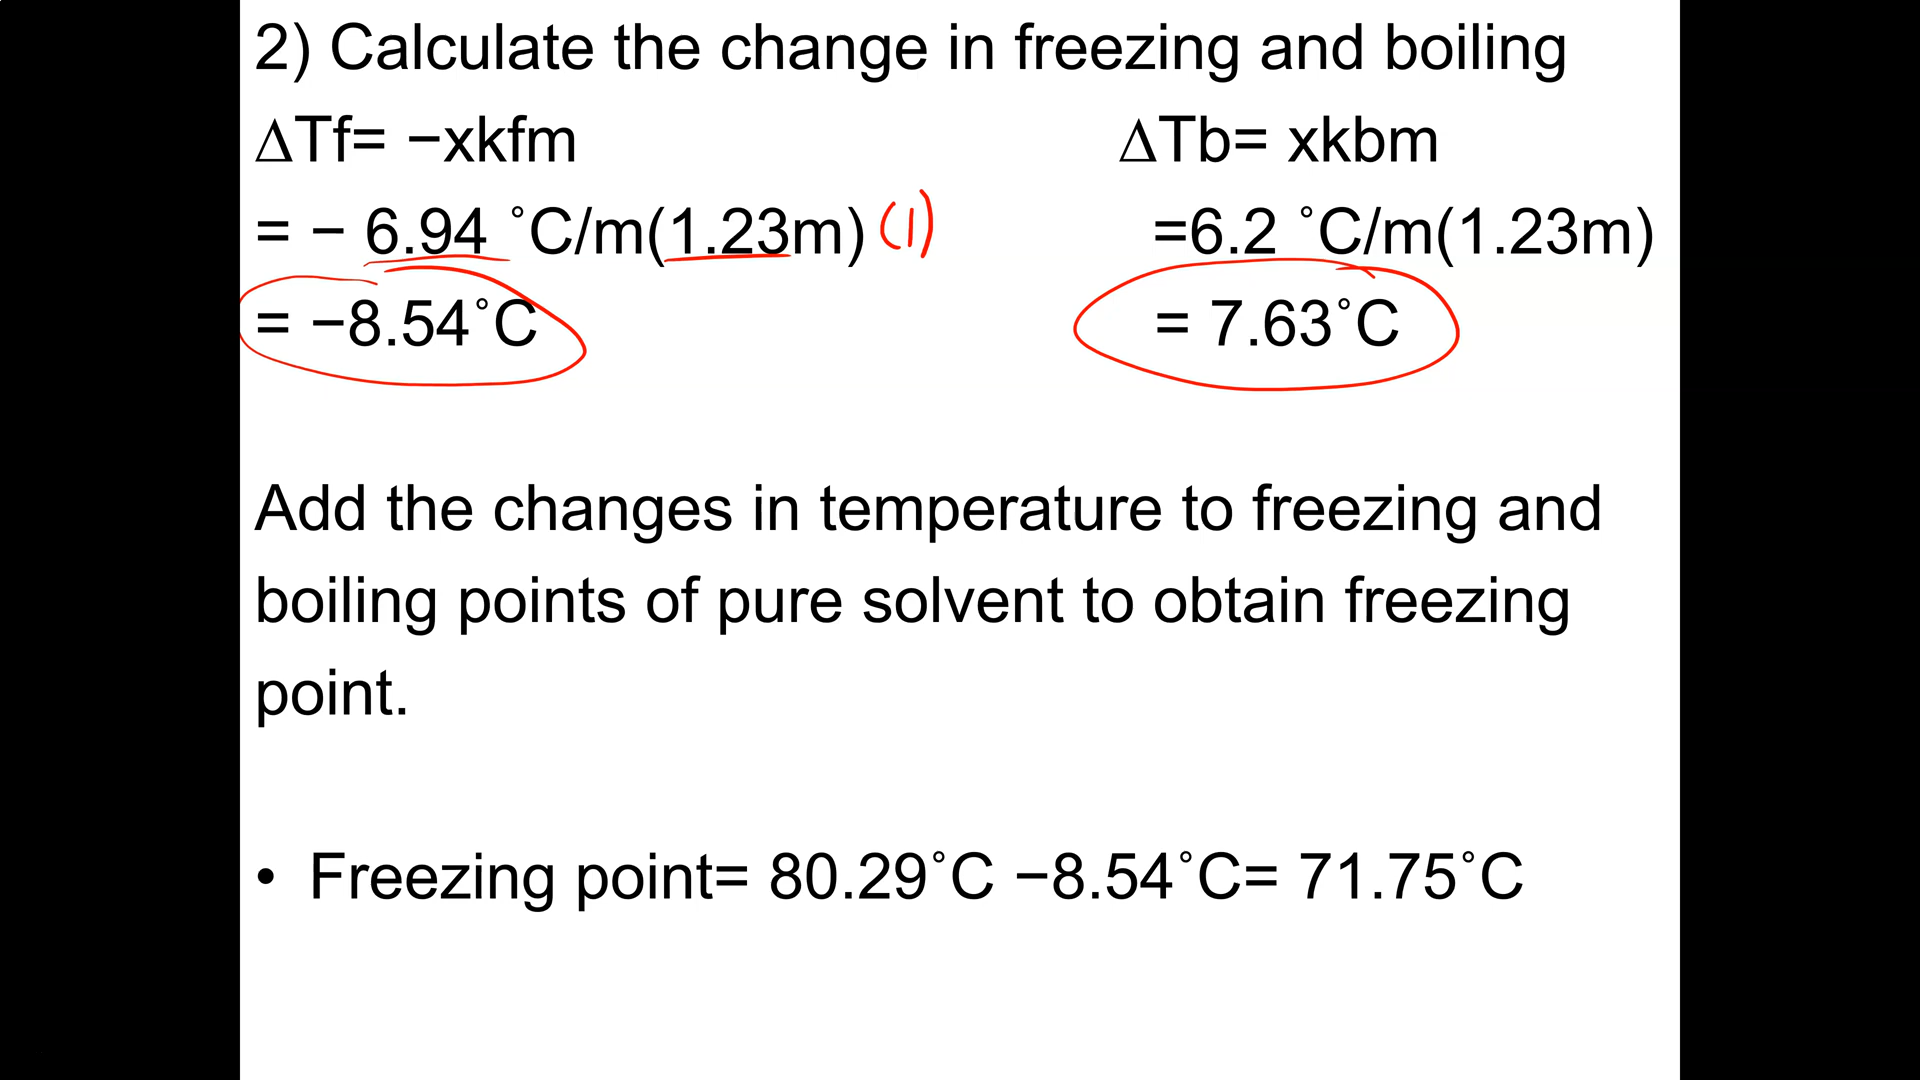 2) Calculate the change in freezing and boiling
∆Tf= −xkfm ∆Tb= xkbm
= − 6.94 ˚C/m(1.23m) (1) =6.2 ˚C/m(1.23m)
= −8.54˚C = 7.63˚C
Add the changes in temperature to freezing and
boiling points of pure solvent to obtain freezing
point.
• Freezing point= 80.29˚C −8.54˚C= 71.75˚C